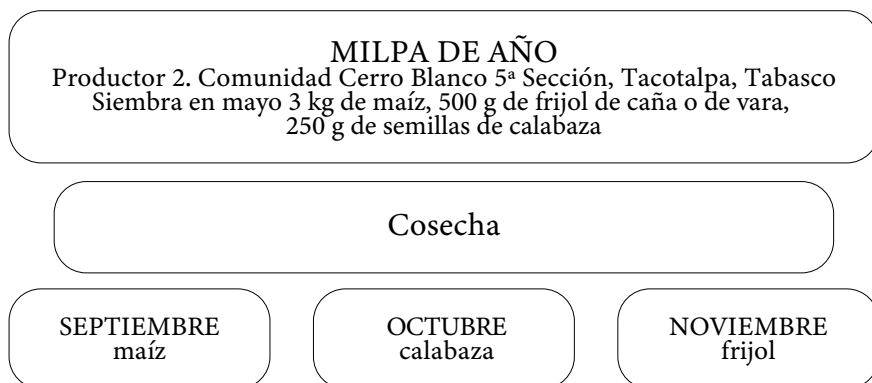 MILPA DE AÑO
Productor 2. Comunidad Cerro Blanco 5ª Sección, Tacotalpa, Tabasco
Siembra en mayo 3 kg de maíz, 500 g de frijol de caña o de vara,
250 g de semillas de calabaza
Cosecha
SEPTIEMBRE
maíz
OCTUBRE
calabaza
NOVIEMBRE
frijol